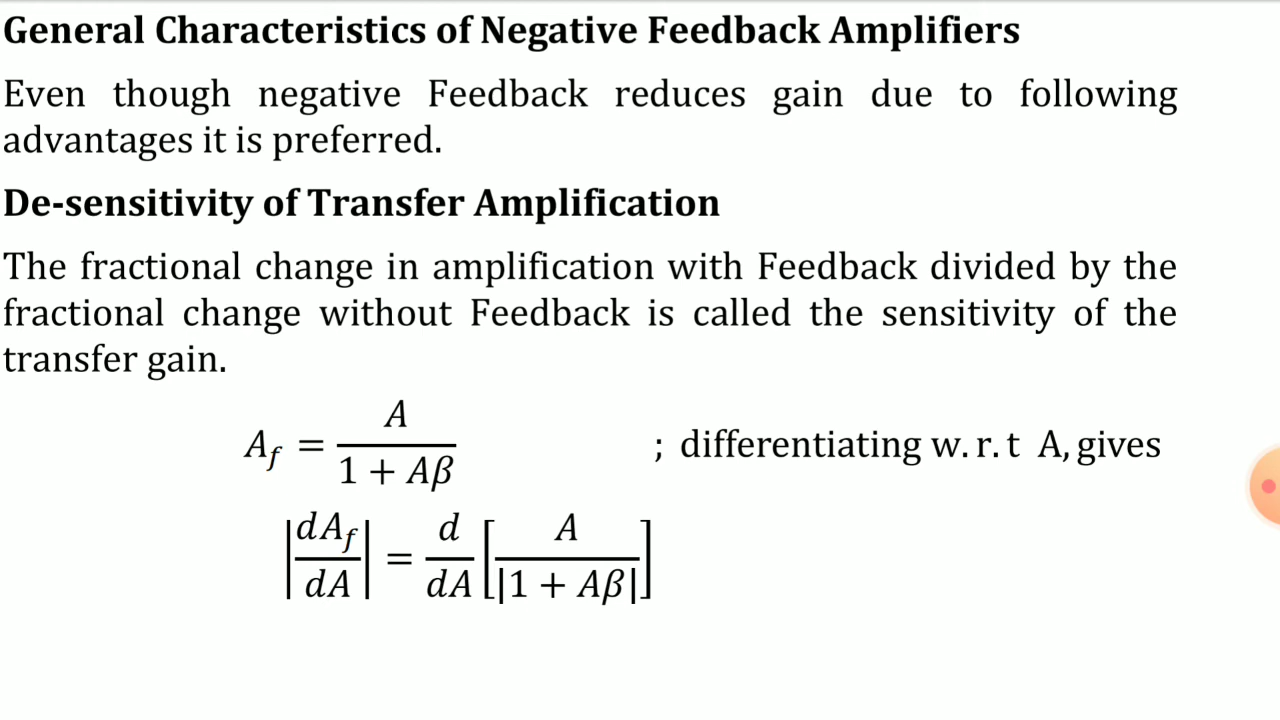 General Characteristics of Negative Feedback Amplifiers
Even though negative Feedback reduces gain due to following
advantages it is preferred.
De-sensitivity of Transfer Amplification
The fractional change in amplification with Feedback divided by the
fractional change without Feedback is called the sensitivity of the
transfer gain.
A_f = A / (1 + Aβ) ; differentiating w. r. t A, gives
|dA_f / dA| = d/dA [A / |1 + Aβ|]